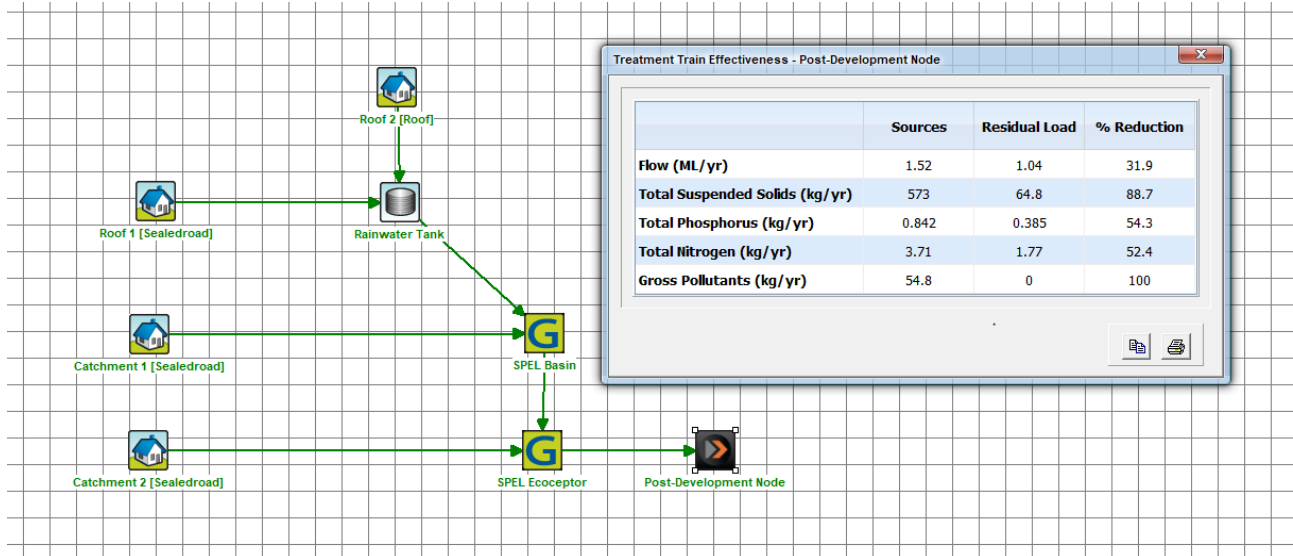 Treatment Train Effectiveness - Post-Development Node
Sources Residual Load % Reduction
Flow (ML/yr) 1.52 1.04 31.9
Total Suspended Solids (kg/yr) 573 64.8 88.7
Total Phosphorus (kg/yr) 0.842 0.385 54.3
Total Nitrogen (kg/yr) 3.71 1.77 52.4
Gross Pollutants (kg/yr) 54.8 0 100
Roof 2 [Roof]
Roof 1 [Sealedroad]
Rainwater Tank
Catchment 1 [Sealedroad]
G
SPEL Basin
Catchment 2 [Sealedroad]
G
SPEL Ecoceptor
Post-Development Node